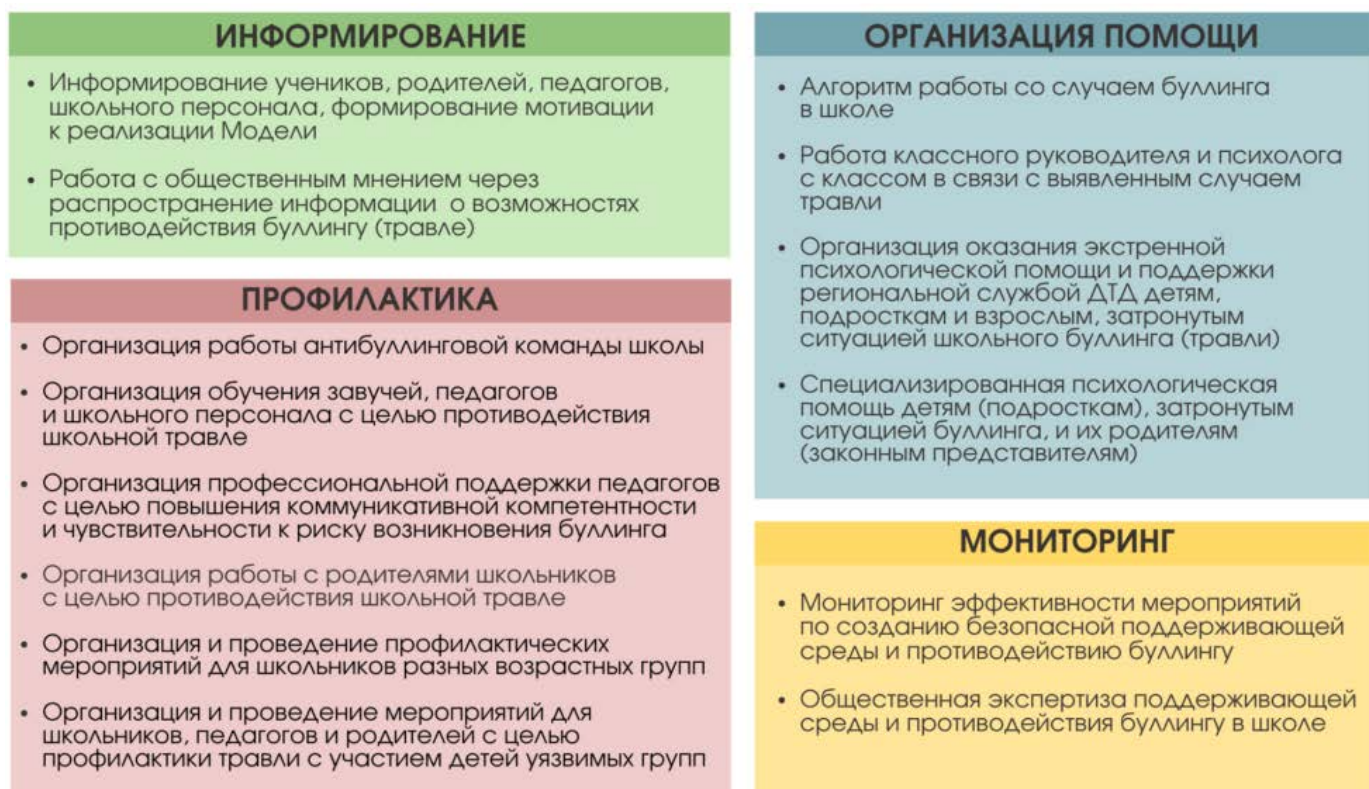 ИНФОРМИРОВАНИЕ
• Информирование учеников, родителей, педагогов,
школьного персонала, формирование мотивации
к реализации Модели
• Работа с общественным мнением через
распространение информации о возможностях
противодействия буллингу (травле)
ПРОФИЛАКТИКА
• Организация работы антибуллинговой команды школы
• Организация обучения завучей, педагогов
и школьного персонала с целью противодействия
школьной травле
• Организация профессиональной поддержки педагогов
с целью повышения коммуникативной компетентности
и чувствительности к риску возникновения буллинга
• Организация работы с родителями школьников
с целью противодействия школьной травле
• Организация и проведение профилактических
мероприятий для школьников разных возрастных групп
• Организация и проведение мероприятий для
школьников, педагогов и родителей с целью
профилактики травли с участием детей уязвимых групп
ОРГАНИЗАЦИЯ ПОМОЩИ
• Алгоритм работы со случаем буллинга
в школе
• Работа классного руководителя и психолога
с классом в связи с выявленным случаем
травли
• Организация оказания экстренной
психологической помощи и поддержки
региональной службой ДТД детям,
подросткам и взрослым, затронутым
ситуацией школьного буллинга (травли)
• Специализированная психологическая
помощь детям (подросткам), затронутым
ситуацией буллинга, и их родителям
(законным представителям)
МОНИТОРИНГ
• Мониторинг эффективности мероприятий
по созданию безопасной поддерживающей
среды и противодействию буллингу
• Общественная экспертиза поддерживающей
среды и противодействия буллингу в школе